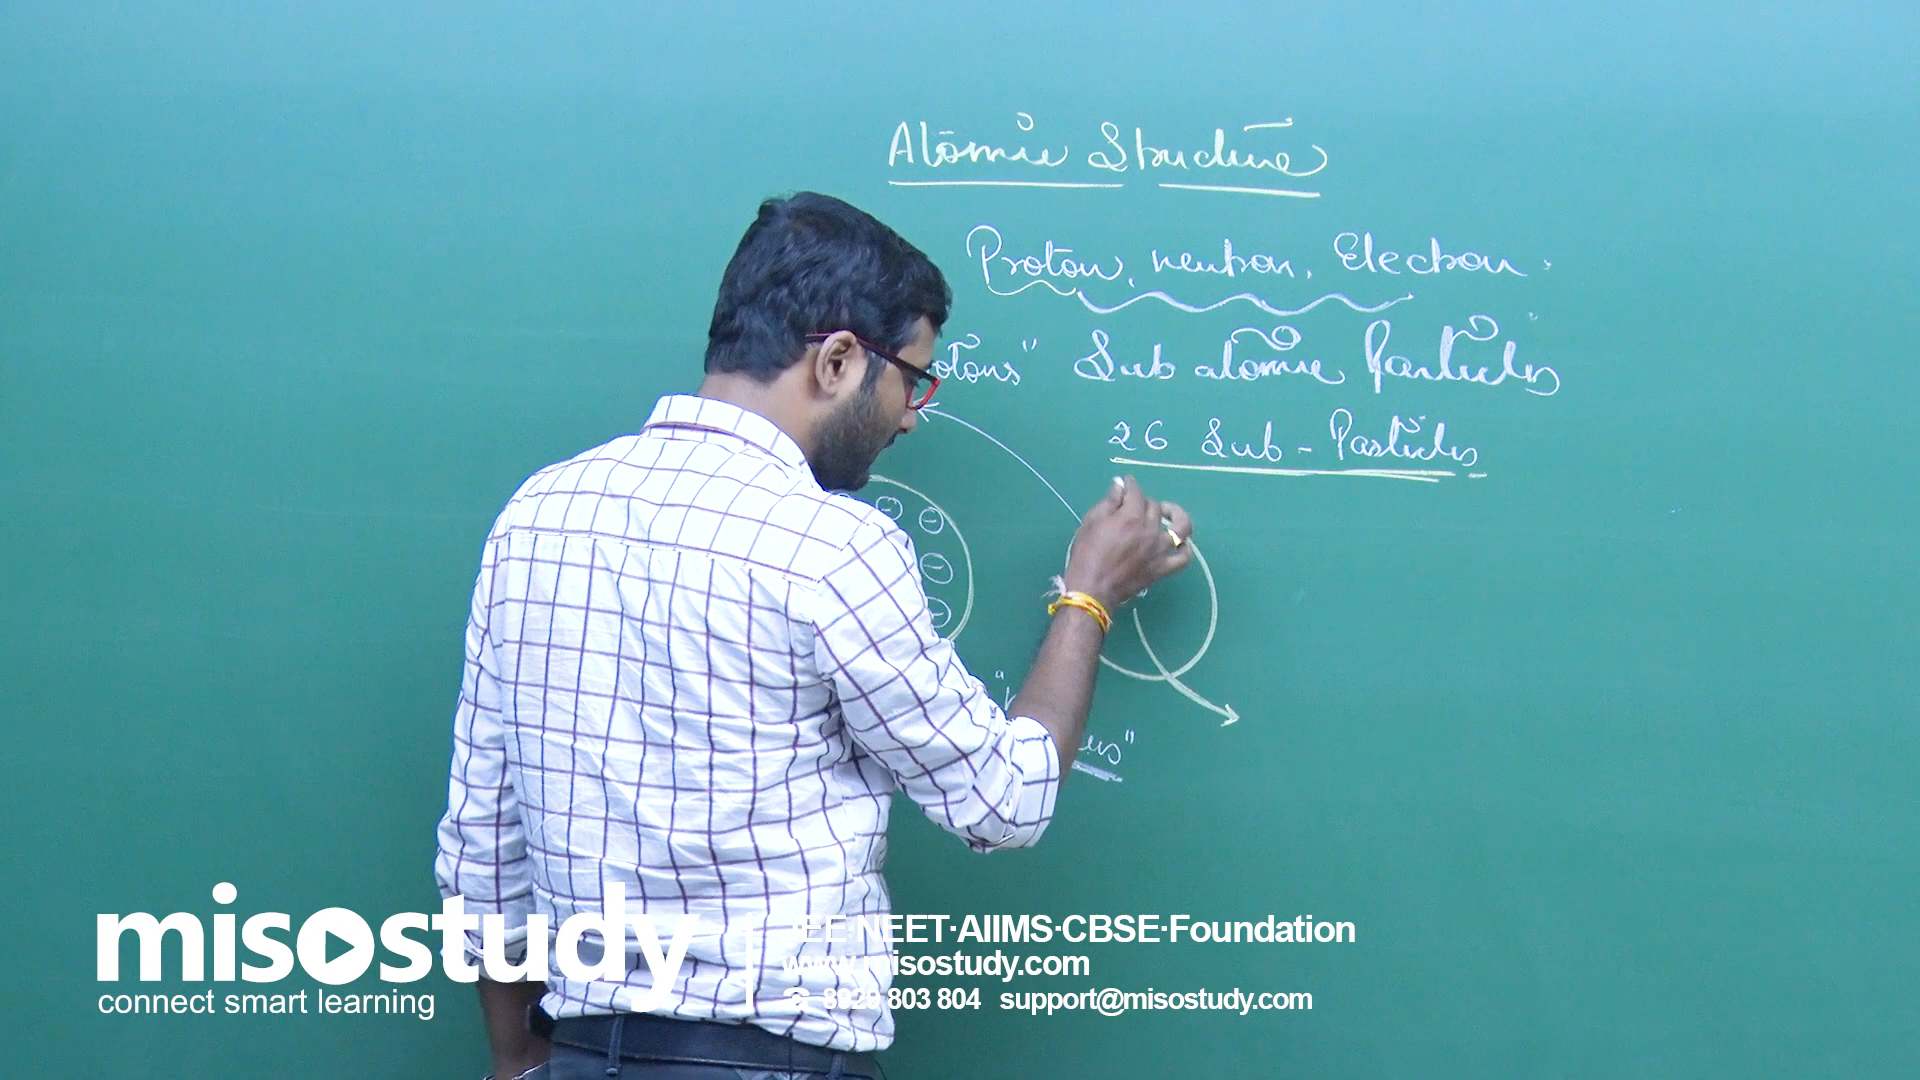 Atomic Structure
Proton, neutron, Electron.
otons" Sub atomic Particles
26 Sub - Particles
us"
misostudy
connect smart learning
JEE·NEET·AIIMS·CBSE·Foundation
www.misostudy.com
8929 803 804 support@misostudy.com